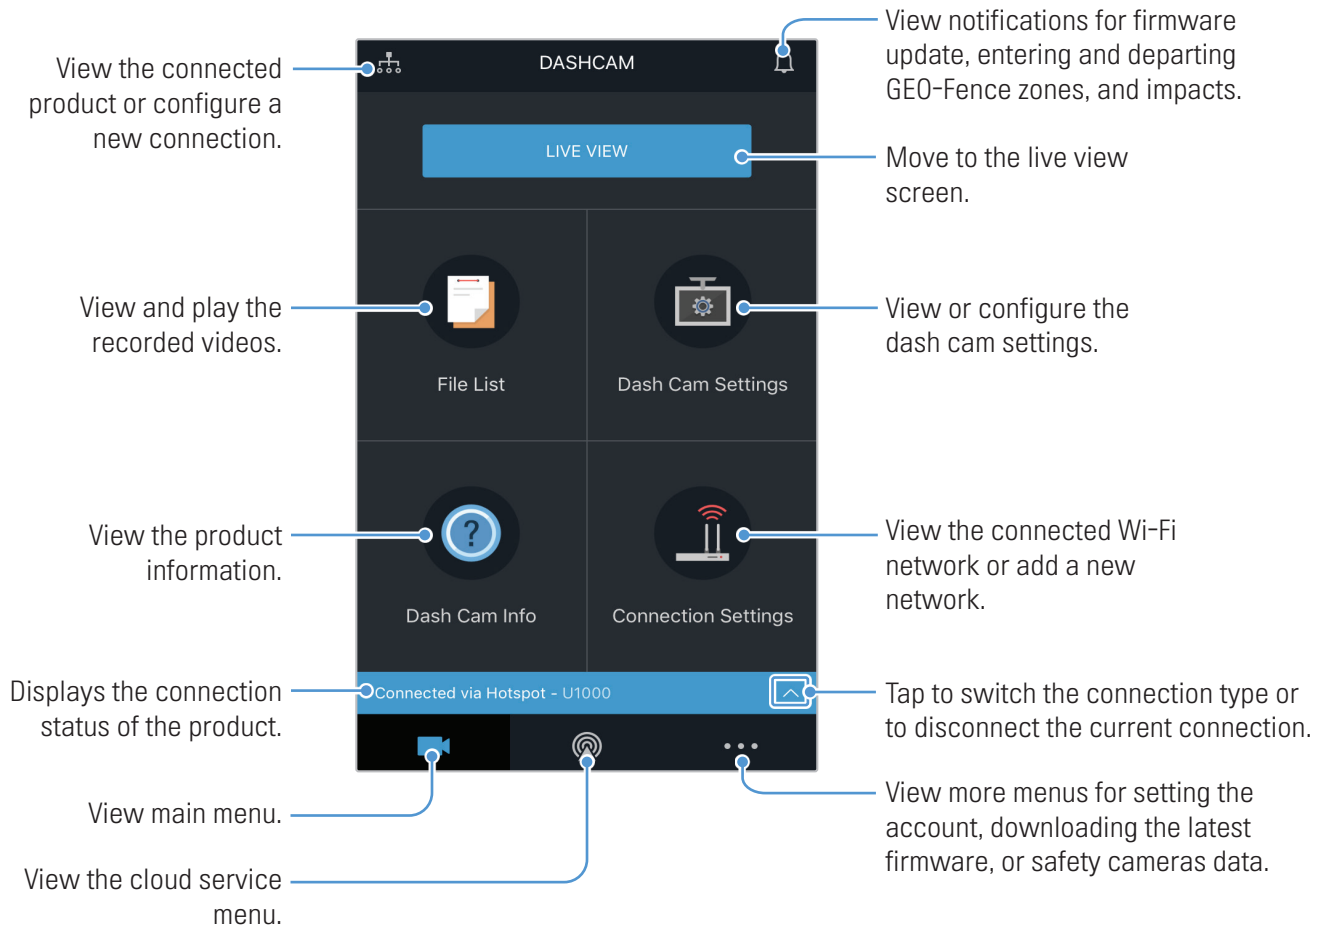 View notifications for firmware
update, entering and departing
GEO-Fence zones, and impacts.
View the connected
product or configure a
new connection.
DASHCAM
LIVE VIEW
Move to the live view
screen.
View and play the
recorded videos.
File List
Dash Cam Settings
View or configure the
dash cam settings.
View the product
information.
?
Dash Cam Info
Connection Settings
View the connected Wi-Fi
network or add a new
network.
Displays the connection
status of the product.
Connected via Hotspot - U1000
Tap to switch the connection type or
to disconnect the current connection.
View main menu.
View more menus for setting the
account, downloading the latest
firmware, or safety cameras data.
View the cloud service
menu.